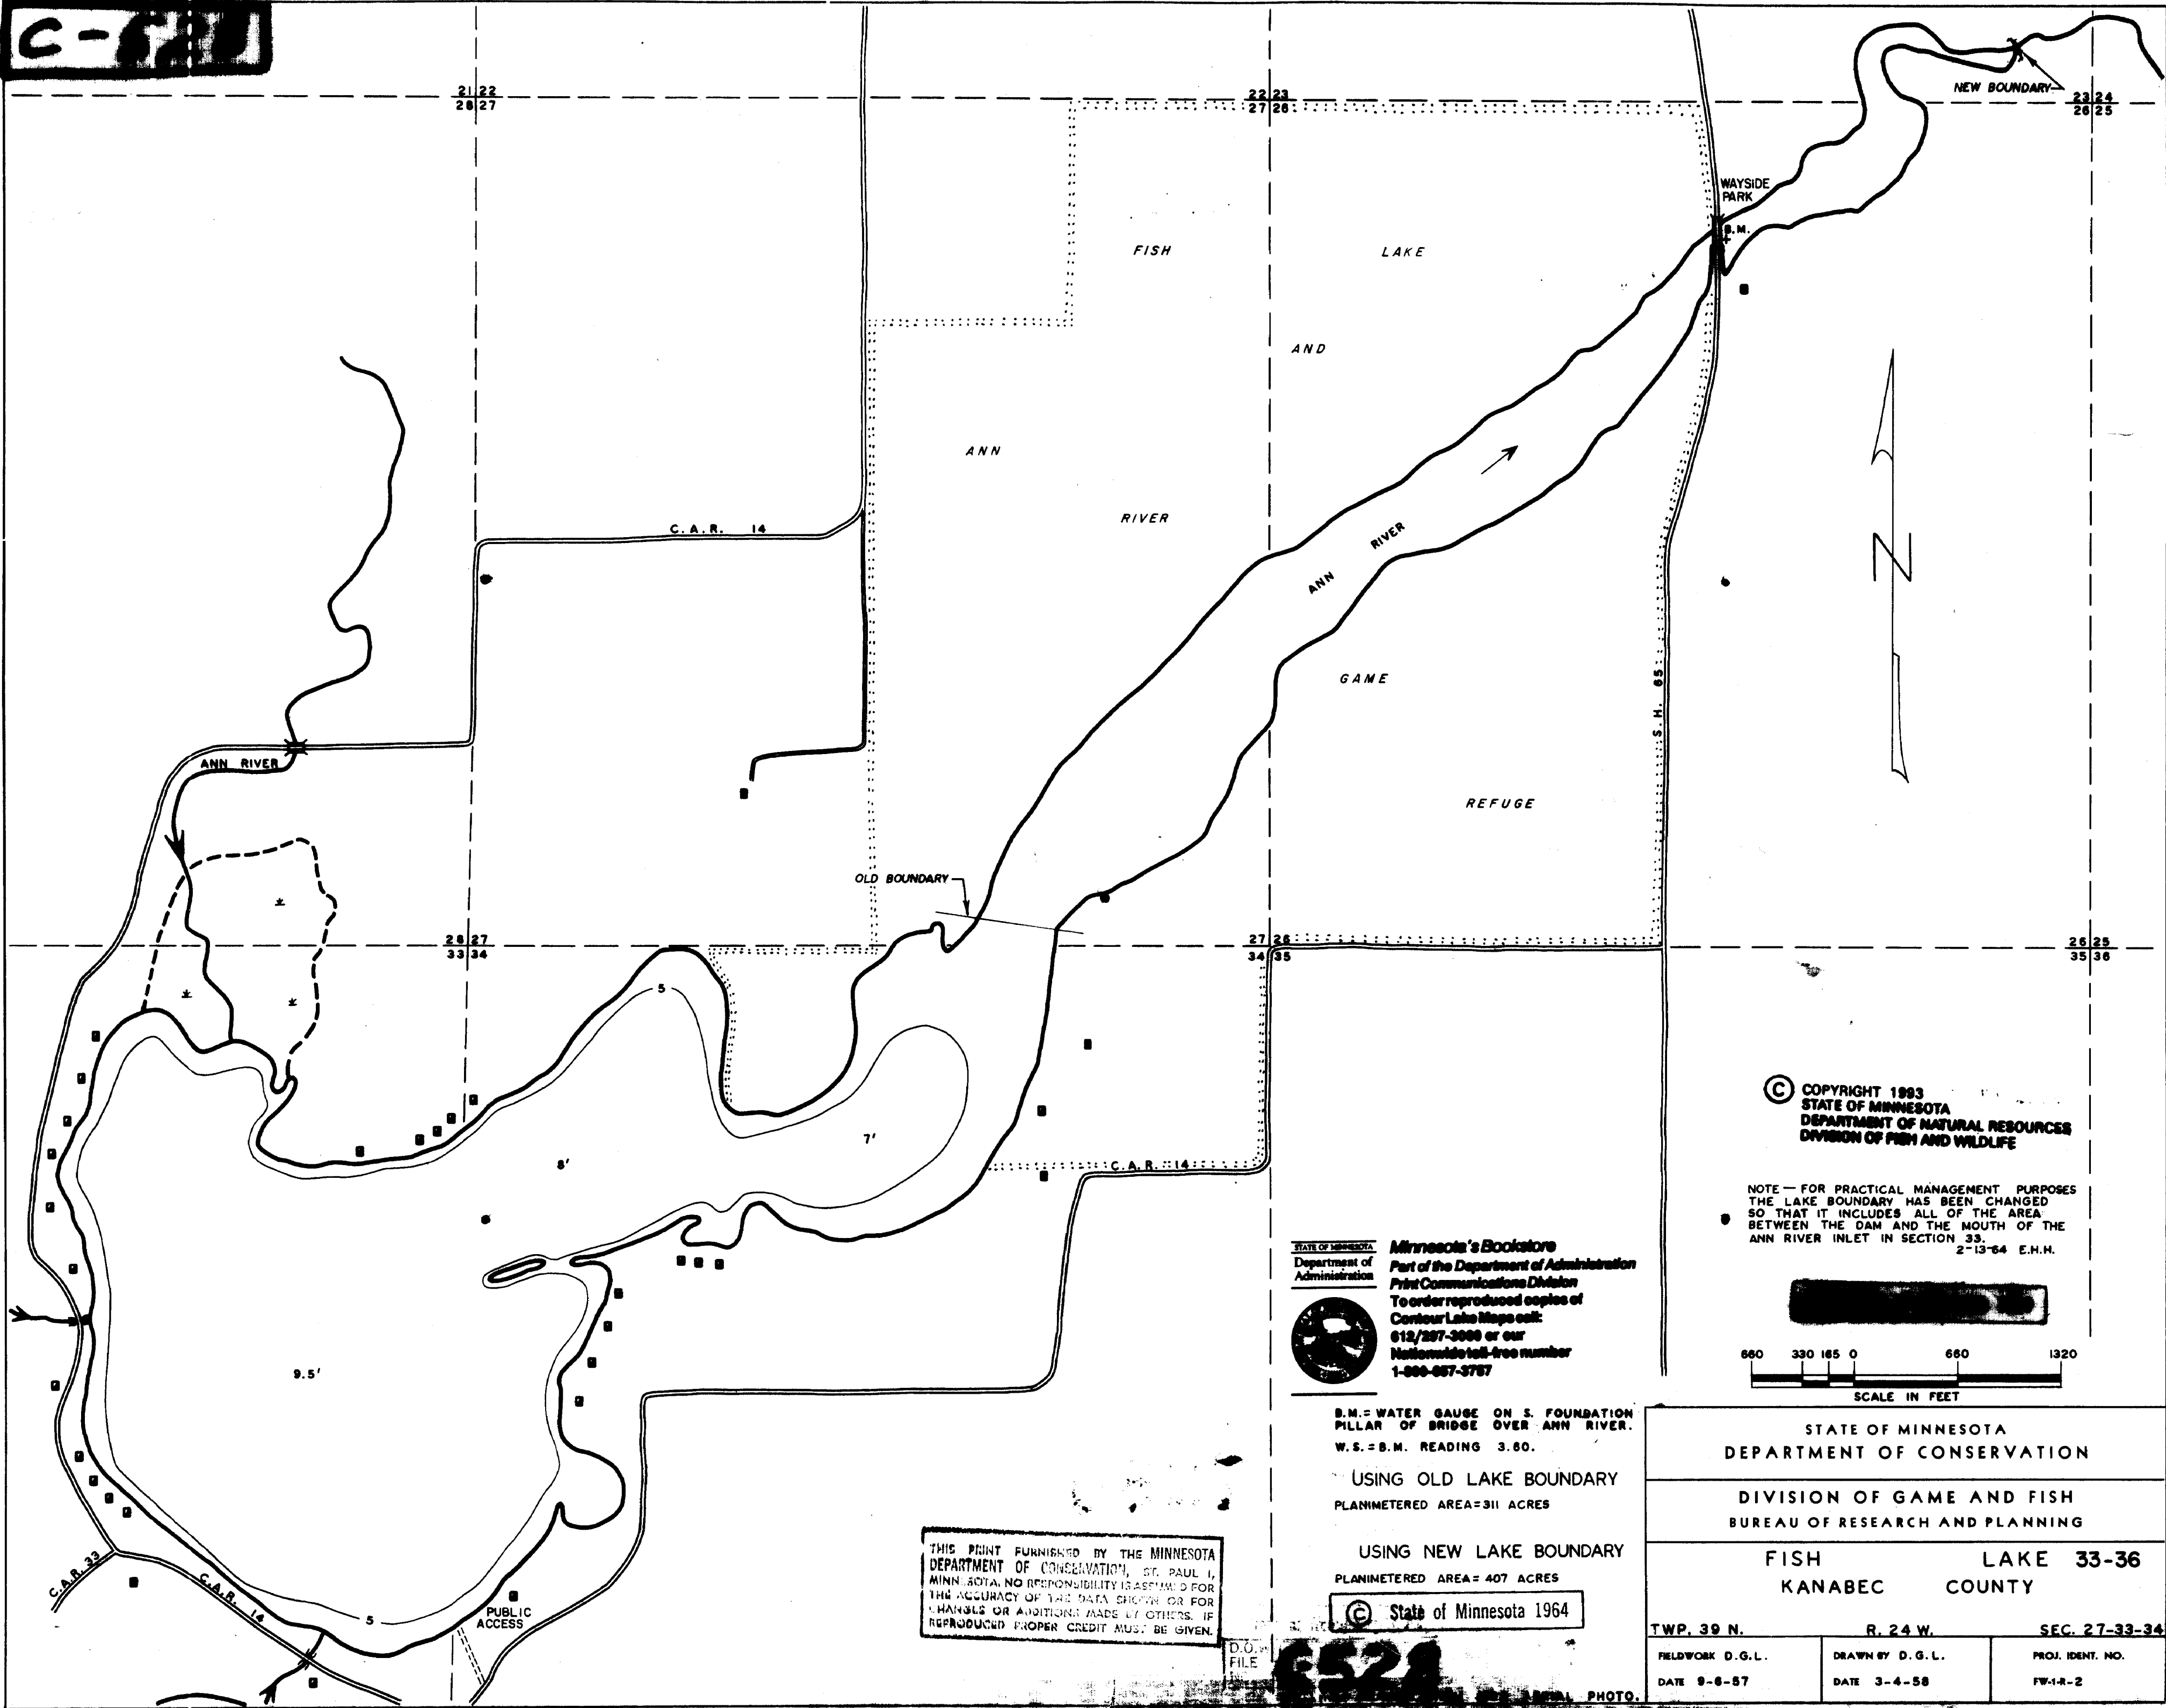 21 22
28 27
22 23
27 26
NEW BOUNDARY
23 24
26 25
WAYSIDE
PARK
B.M.
FISH LAKE
AND
ANN
RIVER
C. A. R. 14
ANN RIVER
GAME
REFUGE
S. H. 65
N
ANN RIVER
OLD BOUNDARY
28 27
33 34
27 26
34 35
26 25
35 36
5
7'
8'
C. A. R. 14
9.5'
C.A.R. 33
C.A.R. 14
5
PUBLIC
ACCESS
© COPYRIGHT 1993
STATE OF MINNESOTA
DEPARTMENT OF NATURAL RESOURCES
DIVISION OF FISH AND WILDLIFE
NOTE — FOR PRACTICAL MANAGEMENT PURPOSES
THE LAKE BOUNDARY HAS BEEN CHANGED
SO THAT IT INCLUDES ALL OF THE AREA
BETWEEN THE DAM AND THE MOUTH OF THE
ANN RIVER INLET IN SECTION 33.
2-13-64 E.H.H.
STATE OF MINNESOTA
Department of
Administration
Minnesota's Bookstore
Part of the Department of Administration
Print Communications Division
To order reproduced copies of
Contour Lake Maps call:
or our
Nationwide toll-free number
660 330 165 0 660 1320
SCALE IN FEET
B.M.= WATER GAUGE ON S. FOUNDATION
PILLAR OF BRIDGE OVER ANN RIVER.
W.S.= B.M. READING 3.60.
USING OLD LAKE BOUNDARY
PLANIMETERED AREA=311 ACRES
USING NEW LAKE BOUNDARY
PLANIMETERED AREA= 407 ACRES
© State of Minnesota 1964
THIS PRINT FURNISHED BY THE MINNESOTA
DEPARTMENT OF CONSERVATION, ST. PAUL 1,
MINNESOTA. NO RESPONSIBILITY IS ASSUMED FOR
THE ACCURACY OF THE DATA SHOWN OR FOR
CHANGES OR ADDITIONS MADE BY OTHERS. IF
REPRODUCED PROPER CREDIT MUST BE GIVEN.
D.O.
FILE
PHOTO.
STATE OF MINNESOTA
DEPARTMENT OF CONSERVATION
DIVISION OF GAME AND FISH
BUREAU OF RESEARCH AND PLANNING
FISH LAKE 33-36
KANABEC COUNTY
TWP. 39 N. R. 24 W. SEC. 27-33-34
FIELDWORK D.G.L. DRAWN BY D.G.L. PROJ. IDENT. NO.
DATE 9-6-57 DATE 3-4-58 FW-1-R-2